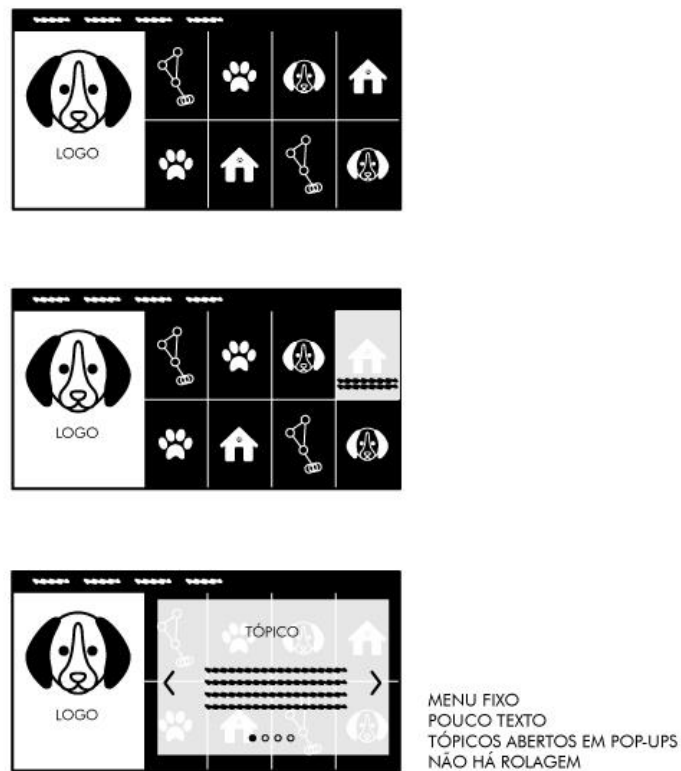 LOGO
LOGO
TÓPICO
LOGO
MENU FIXO
POUCO TEXTO
TÓPICOS ABERTOS EM POP-UPS
NÃO HÁ ROLAGEM